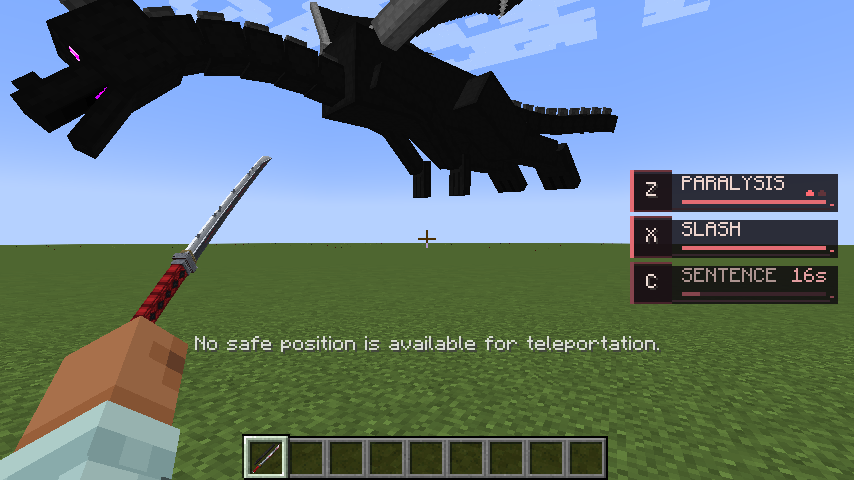 Z PARALYSIS
X SLASH
C SENTENCE 16s
No safe position is available for teleportation.